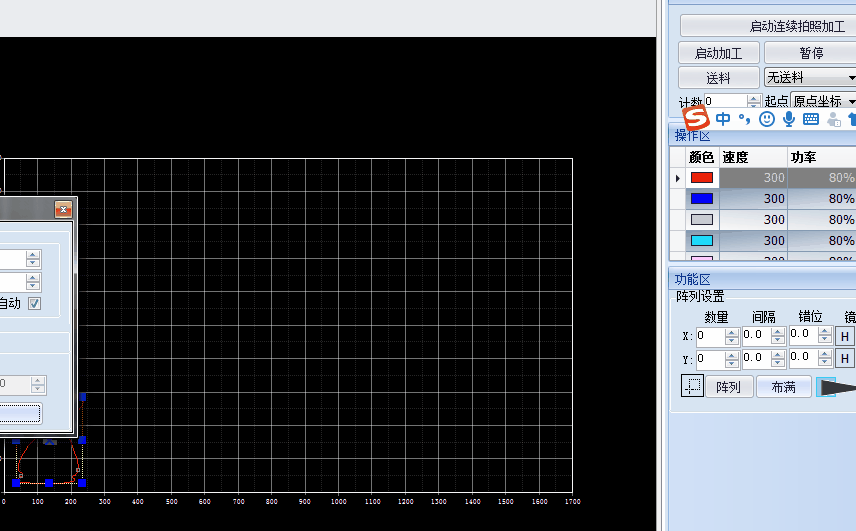 启动连续拍照加工
启动加工 暂停
送料 无送料
计数 0 起点 原点坐标
中
操作区
颜色 速度 功率
300 80%
300 80%
300 80%
300 80%
功能区
阵列设置
数量 间隔 错位 镜
X: 0 0.0 0.0 H
Y: 0 0.0 0.0 H
阵列 布满
自动
0
0 100 200 300 400 500 600 700 800 900 1000 1100 1200 1300 1400 1500 1600 1700